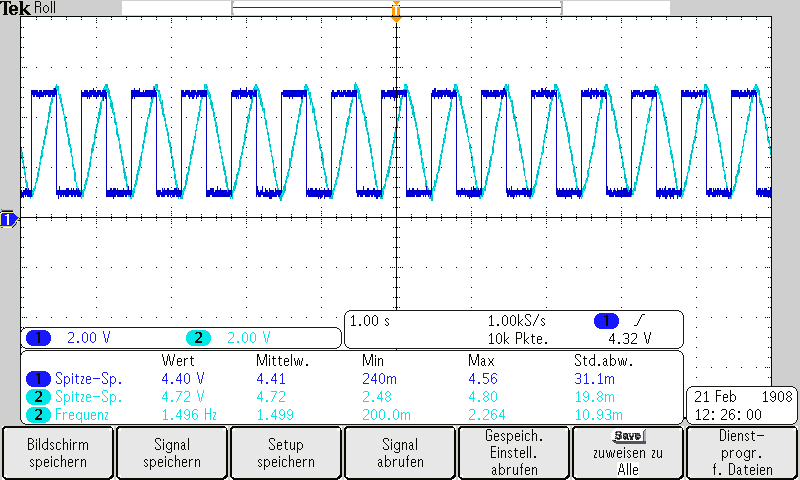 Tek Roll
T
1
1 2.00 V 2 2.00 V
1.00 s 1.00kS/s 1
10k Pkte. 4.32 V
Wert Mittelw. Min Max Std.abw.
1 Spitze-Sp. 4.40 V 4.41 240m 4.56 31.1m
2 Spitze-Sp. 4.72 V 4.72 2.48 4.80 19.8m
2 Frequenz 1.496 Hz 1.499 200.0m 2.264 10.93m
21 Feb 1908
12:26:00
Bildschirm
speichern
Signal
speichern
Setup
speichern
Signal
abrufen
Gespeich.
Einstell.
abrufen
Save
zuweisen zu
Alle
Dienst-
progr.
f. Dateien